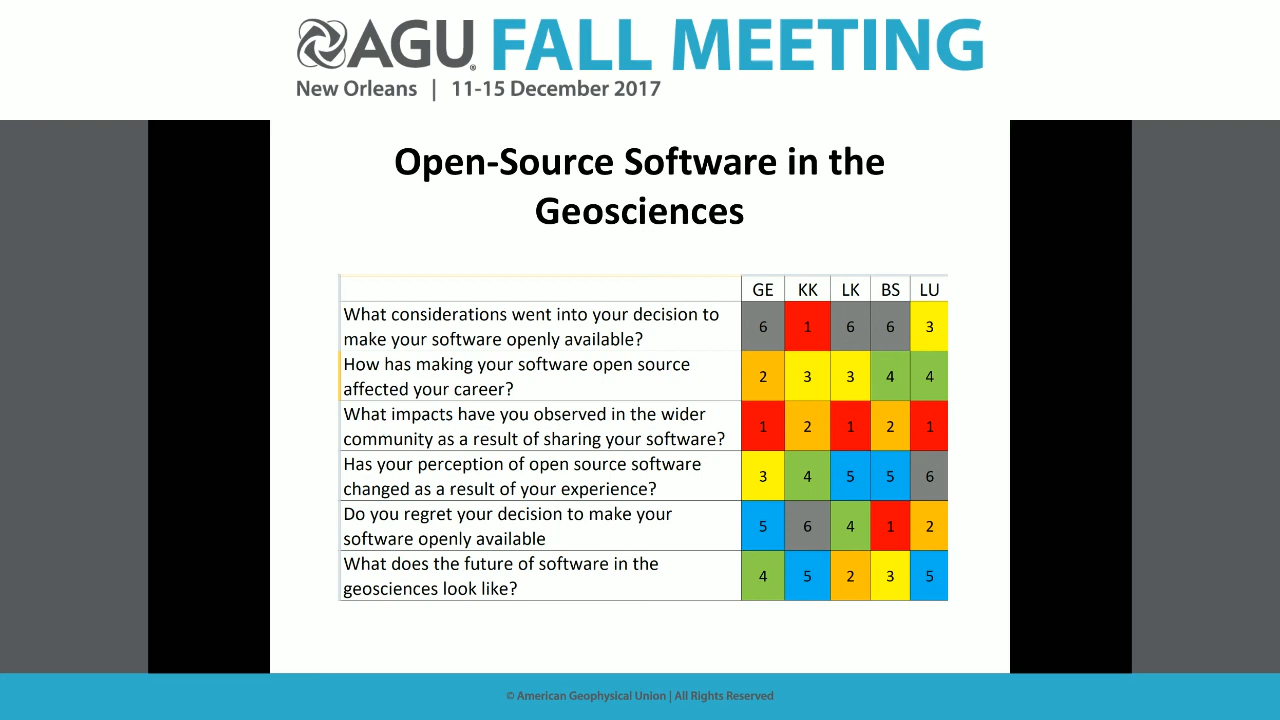 AGU FALL MEETING
New Orleans | 11-15 December 2017
Open-Source Software in the
Geosciences
GE KK LK BS LU
What considerations went into your decision to
make your software openly available?
6 1 6 6 3
How has making your software open source
affected your career?
2 3 3 4 4
What impacts have you observed in the wider
community as a result of sharing your software?
1 2 1 2 1
Has your perception of open source software
changed as a result of your experience?
3 4 5 5 6
Do you regret your decision to make your
software openly available
5 6 4 1 2
What does the future of software in the
geosciences look like?
4 5 2 3 5
© American Geophysical Union | All Rights Reserved